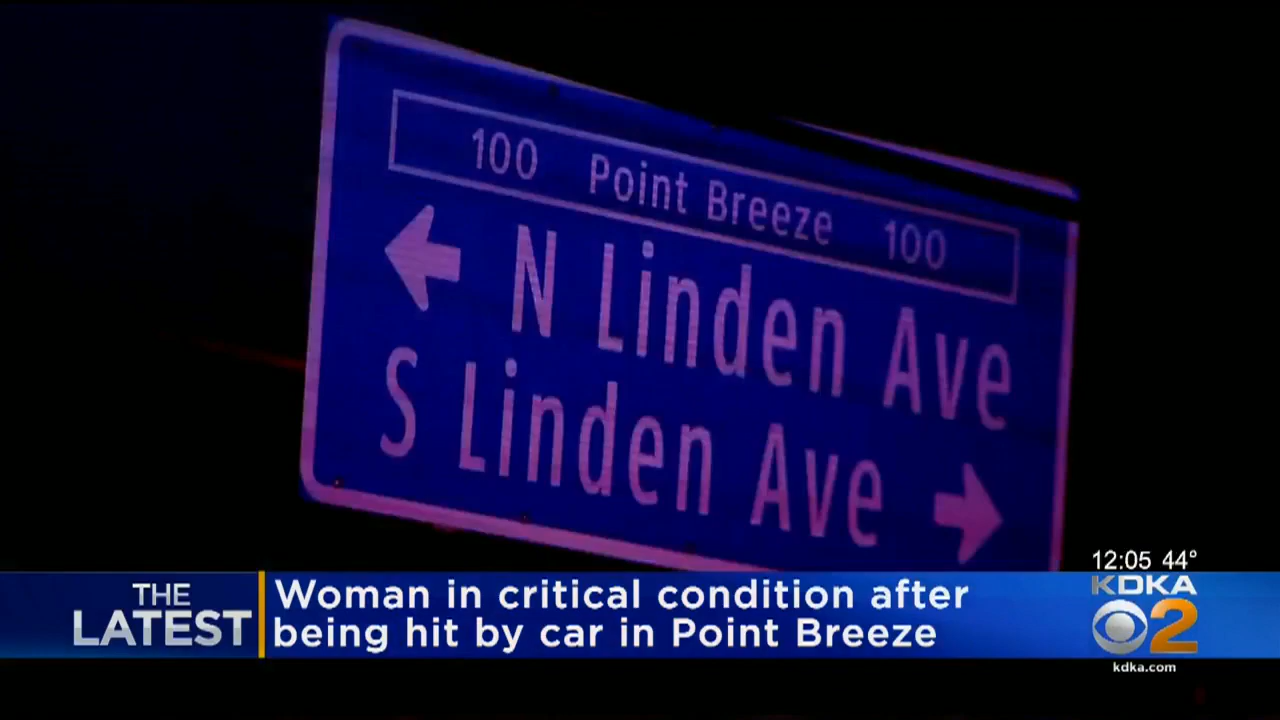 100 Point Breeze 100
N Linden Ave
S Linden Ave
12:05 44°
THE
LATEST
Woman in critical condition after
being hit by car in Point Breeze
KDKA
2
kdka.com